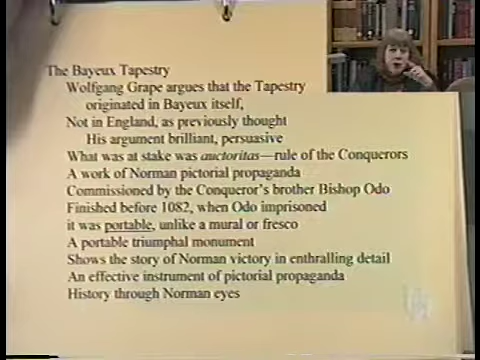 The Bayeux Tapestry
Wolfgang Grape argues that the Tapestry
originated in Bayeux itself,
Not in England, as previously thought
His argument brilliant, persuasive
What was at stake was auctoritas—rule of the Conquerors
A work of Norman pictorial propaganda
Commissioned by the Conqueror's brother Bishop Odo
Finished before 1082, when Odo imprisoned
it was portable, unlike a mural or fresco
A portable triumphal monument
Shows the story of Norman victory in enthralling detail
An effective instrument of pictorial propaganda
History through Norman eyes